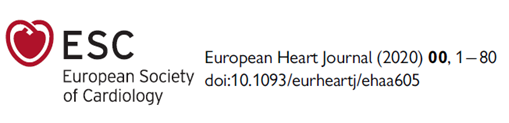 ESC
European Society
of Cardiology
European Heart Journal (2020) 00, 1−80
doi:10.1093/eurheartj/ehaa605